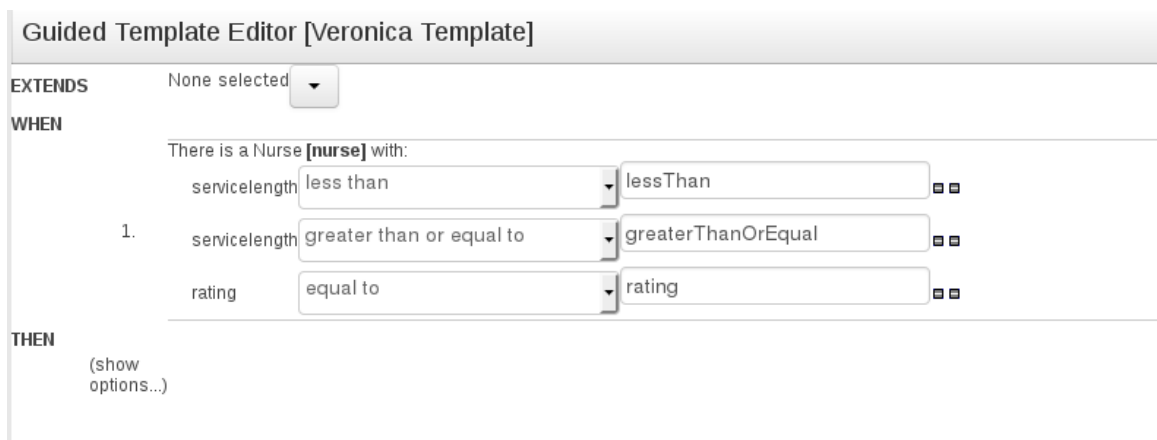 Guided Template Editor [Veronica Template]
EXTENDS None selected
WHEN
There is a Nurse [nurse] with:
servicelength less than lessThan
1. servicelength greater than or equal to greaterThanOrEqual
rating equal to rating
THEN
(show
options...)